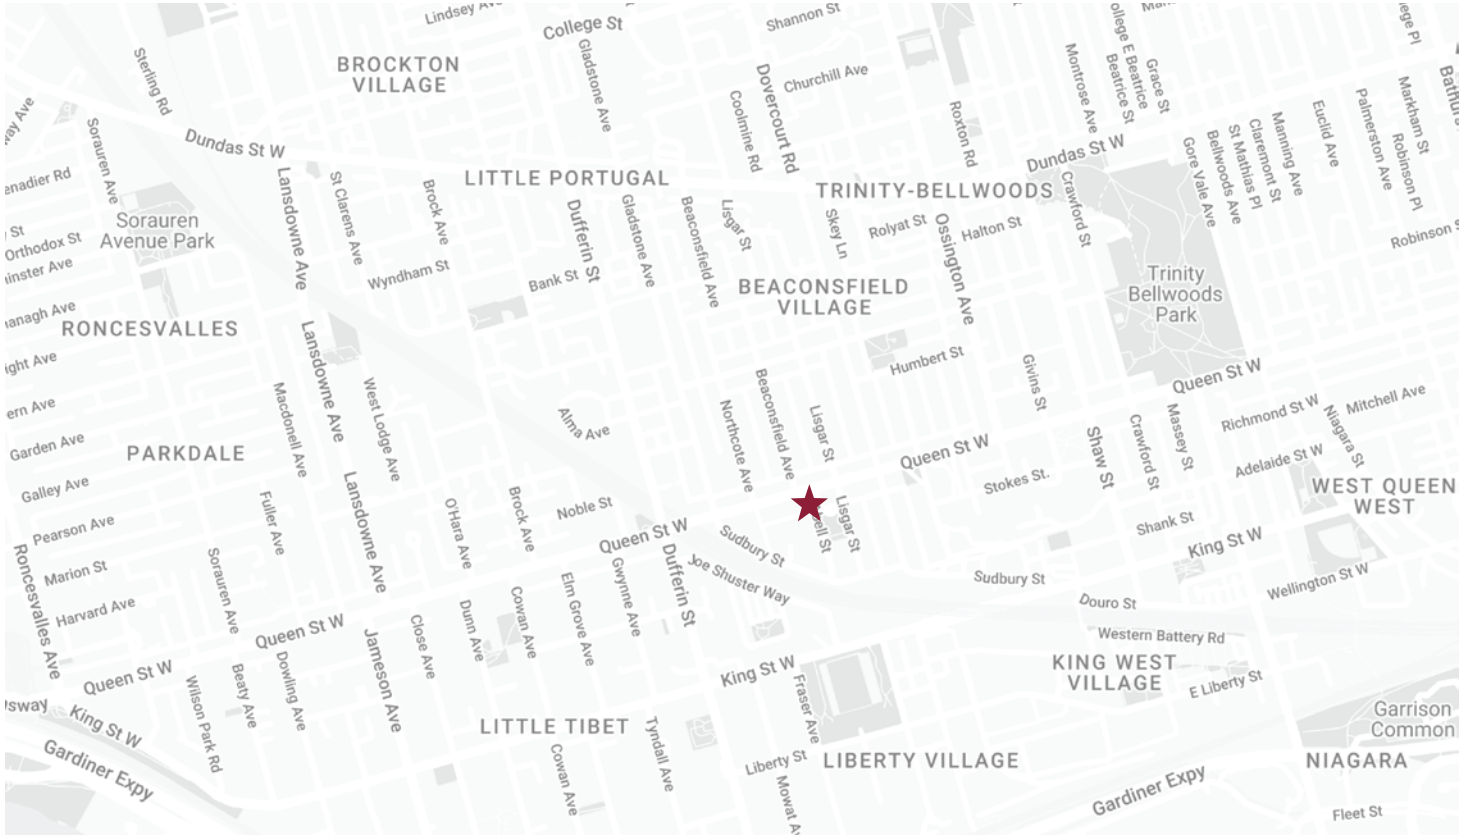 Lindsey Ave
College St
Shannon St
Sterling Rd
BROCKTON
VILLAGE
Gladstone Ave
Dovercourt Rd
Churchill Ave
Coolmine Rd
Roxton Rd
Montrose Ave
Beatrice St
E Beatrice
Grace St
Markham St
Robinson Pl
Palmerston Ave
Euclid Ave
Manning Ave
Claremont St
St Mathias Pl
Bellwoods Ave
Gore Vale Ave
Dundas St W
Dundas St W
Sorauren Ave
Lansdowne Ave
St Clarens Ave
Brock Ave
LITTLE PORTUGAL
TRINITY-BELLWOODS
Crawford St
Sorauren
Avenue Park
Orthodox St
Wyndham St
Bank St
Dufferin St
Gladstone Ave
Beaconsfield Ave
Lisgar St
Skey Ln
Rolyat St
Ossington Ave
Halton St
BEACONSFIELD
VILLAGE
Trinity
Bellwoods
Park
RONCESVALLES
Lansdowne Ave
Humbert St
Givins St
Queen St W
Macdonell Ave
West Lodge Ave
Alma Ave
Northcote Ave
Beaconsfield Ave
Lisgar St
Queen St W
Shaw St
Crawford St
Massey St
Richmond St W
Niagara St
Mitchell Ave
Garden Ave
PARKDALE
Galley Ave
Adelaide St W
Stokes St.
WEST QUEEN
WEST
Pearson Ave
Fuller Ave
Lansdowne Ave
O'Hara Ave
Brock Ave
Noble St
Queen St W
Sudbury St
Lisgar St
Shank St
King St W
Marion St
Roncesvalles Ave
Harvard Ave
Sorauren Ave
Queen St W
Dufferin St
Joe Shuster Way
Sudbury St
Wellington St W
Douro St
Western Battery Rd
Close Ave
Dunn Ave
Cowan Ave
Elm Grove Ave
Gwynne Ave
Jameson Ave
Queen St W
Beaty Ave
Dowling Ave
Wilson Park Rd
King St W
KING WEST
VILLAGE
E Liberty St
King St W
Gardiner Expy
LITTLE TIBET
Fraser Ave
Garrison
Common
Tyndall Ave
Cowan Ave
Liberty St
LIBERTY VILLAGE
NIAGARA
Mowat A
Gardiner Expy
Fleet St